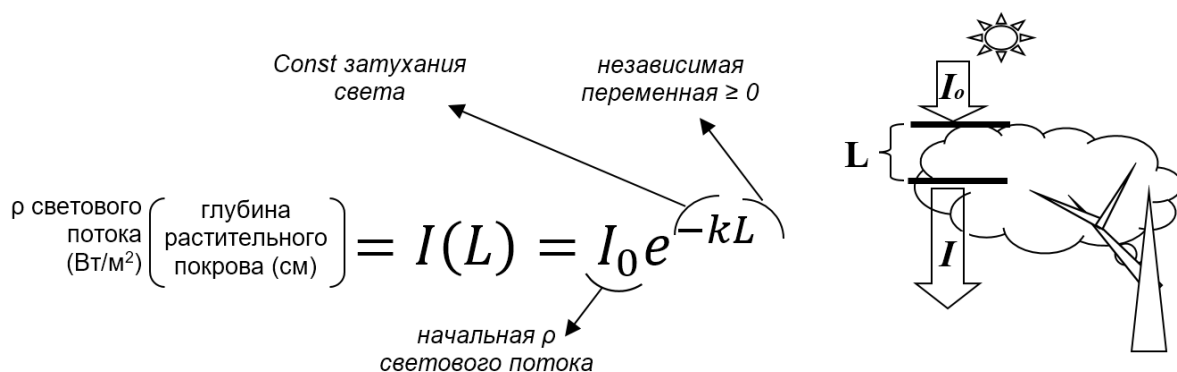 Const затухания
света
независимая
переменная ≥ 0
ρ светового
потока
(Вт/м²)
глубина
растительного
покрова (см)
= I(L) = I₀e⁻ᵏᴸ
начальная ρ
светового потока
Iₒ
L
I